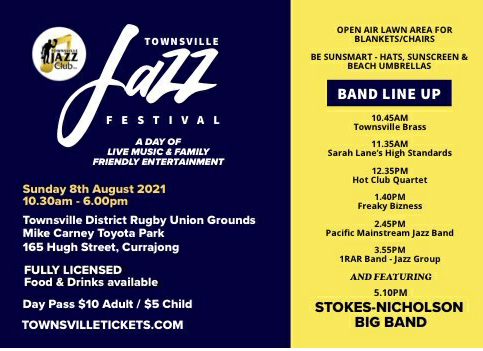 TOWNSVILLE
JAZZ
Club
TOWNSVILLE
Jazz
FESTIVAL
A DAY OF
LIVE MUSIC & FAMILY
FRIENDLY ENTERTAINMENT
Sunday 8th August 2021
10.30am - 6.00pm
Townsville District Rugby Union Grounds
Mike Carney Toyota Park
165 Hugh Street, Currajong
FULLY LICENSED
Food & Drinks available
Day Pass $10 Adult / $5 Child
TOWNSVILLETICKETS.COM
OPEN AIR LAWN AREA FOR
BLANKETS/CHAIRS
BE SUNSMART - HATS, SUNSCREEN &
BEACH UMBRELLAS
BAND LINE UP
10.45AM
Townsville Brass
11.35AM
Sarah Lane's High Standards
12.35PM
Hot Club Quartet
1.40PM
Freaky Bizness
2.45PM
Pacific Mainstream Jazz Band
3.55PM
1RAR Band - Jazz Group
AND FEATURING
5.10PM
STOKES-NICHOLSON
BIG BAND